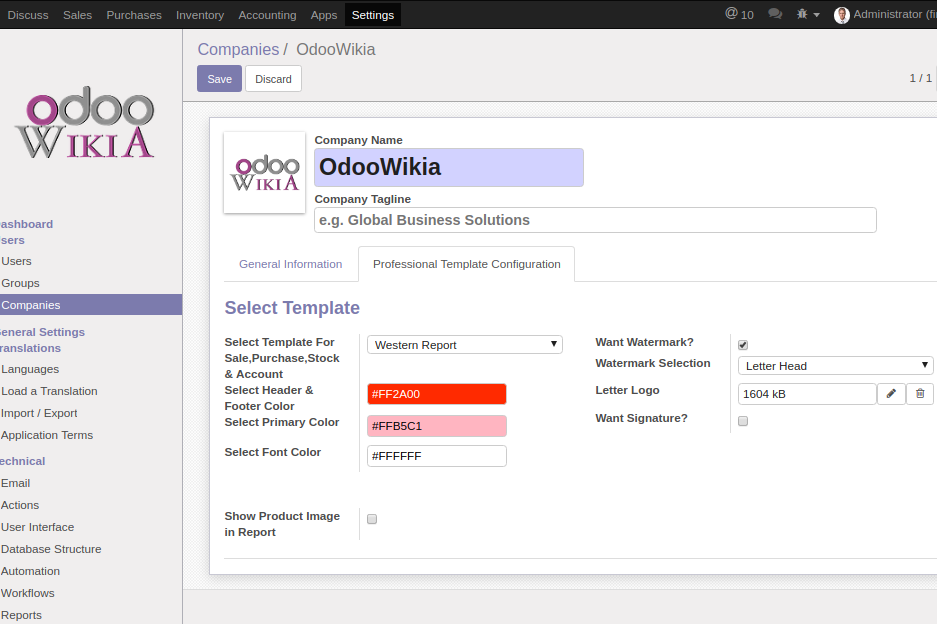 Discuss Sales Purchases Inventory Accounting Apps Settings @ 10 Administrator (fi
odoo
WIKIA
Companies / OdooWikia
Save Discard
1 / 1
odoo
WIKIA
Company Name
OdooWikia
Company Tagline
e.g. Global Business Solutions
General Information Professional Template Configuration
Select Template
Select Template For
Sale,Purchase,Stock
& Account
Western Report
Select Header &
Footer Color
#FF2A00
Select Primary Color
#FFB5C1
Select Font Color
#FFFFFF
Want Watermark?
Watermark Selection
Letter Head
Letter Logo
1604 kB
Want Signature?
Show Product Image
in Report
ashboard
sers
Users
Groups
Companies
eneral Settings
ranslations
Languages
Load a Translation
Import / Export
Application Terms
echnical
Email
Actions
User Interface
Database Structure
Automation
Workflows
Reports